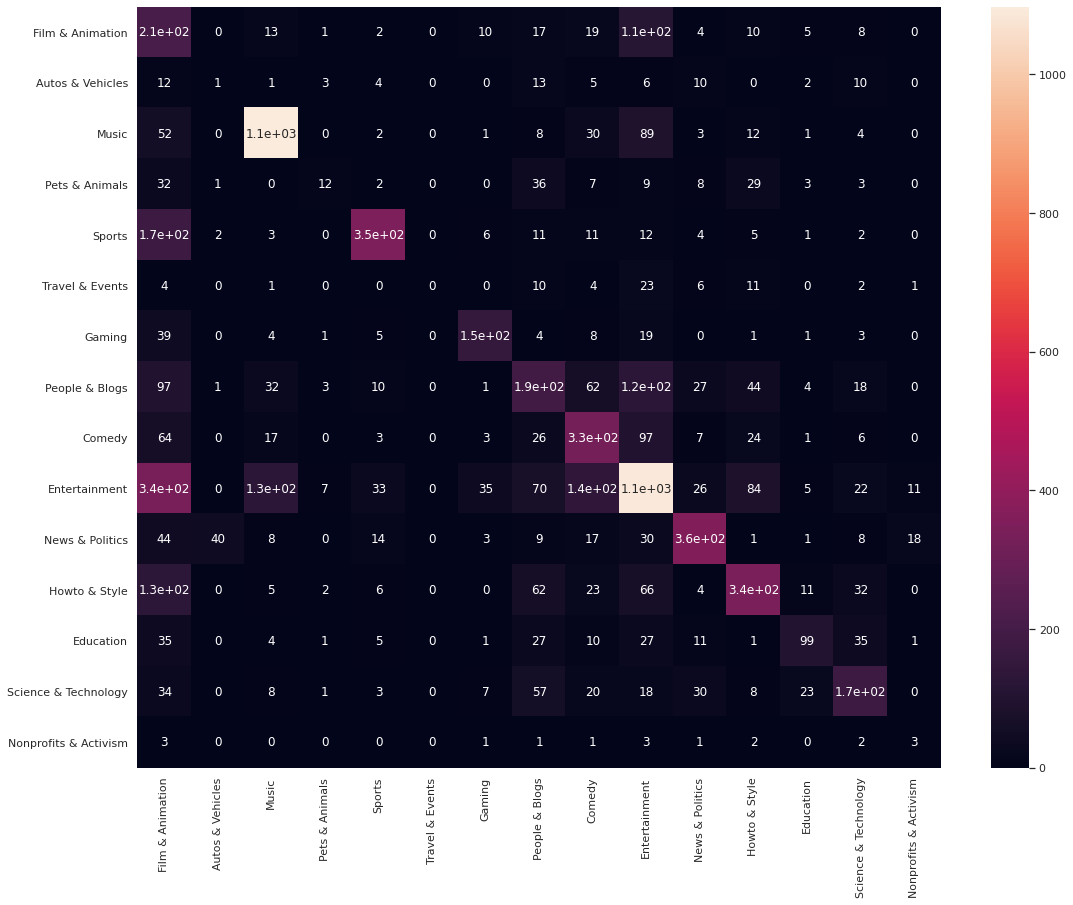 Film & Animation 2.1e+02 0 13 1 2 0 10 17 19 1.1e+02 4 10 5 8 0
Autos & Vehicles 12 1 1 3 4 0 0 13 5 6 10 0 2 10 0
Music 52 0 1.1e+03 0 2 0 1 8 30 89 3 12 1 4 0
Pets & Animals 32 1 0 12 2 0 0 36 7 9 8 29 3 3 0
Sports 1.7e+02 2 3 0 3.5e+02 0 6 11 11 12 4 5 1 2 0
Travel & Events 4 0 1 0 0 0 0 10 4 23 6 11 0 2 1
Gaming 39 0 4 1 5 0 1.5e+02 4 8 19 0 1 1 3 0
People & Blogs 97 1 32 3 10 0 1 1.9e+02 62 1.2e+02 27 44 4 18 0
Comedy 64 0 17 0 3 0 3 26 3.3e+02 97 7 24 1 6 0
Entertainment 3.4e+02 0 1.3e+02 7 33 0 35 70 1.4e+02 1.1e+03 26 84 5 22 11
News & Politics 44 40 8 0 14 0 3 9 17 30 3.6e+02 1 1 8 18
Howto & Style 1.3e+02 0 5 2 6 0 0 62 23 66 4 3.4e+02 11 32 0
Education 35 0 4 1 5 0 1 27 10 27 11 1 99 35 1
Science & Technology 34 0 8 1 3 0 7 57 20 18 30 8 23 1.7e+02 0
Nonprofits & Activism 3 0 0 0 0 0 1 1 1 3 1 2 0 2 3
Film & Animation
Autos & Vehicles
Music
Pets & Animals
Sports
Travel & Events
Gaming
People & Blogs
Comedy
Entertainment
News & Politics
Howto & Style
Education
Science & Technology
Nonprofits & Activism
1000
800
600
400
200
0